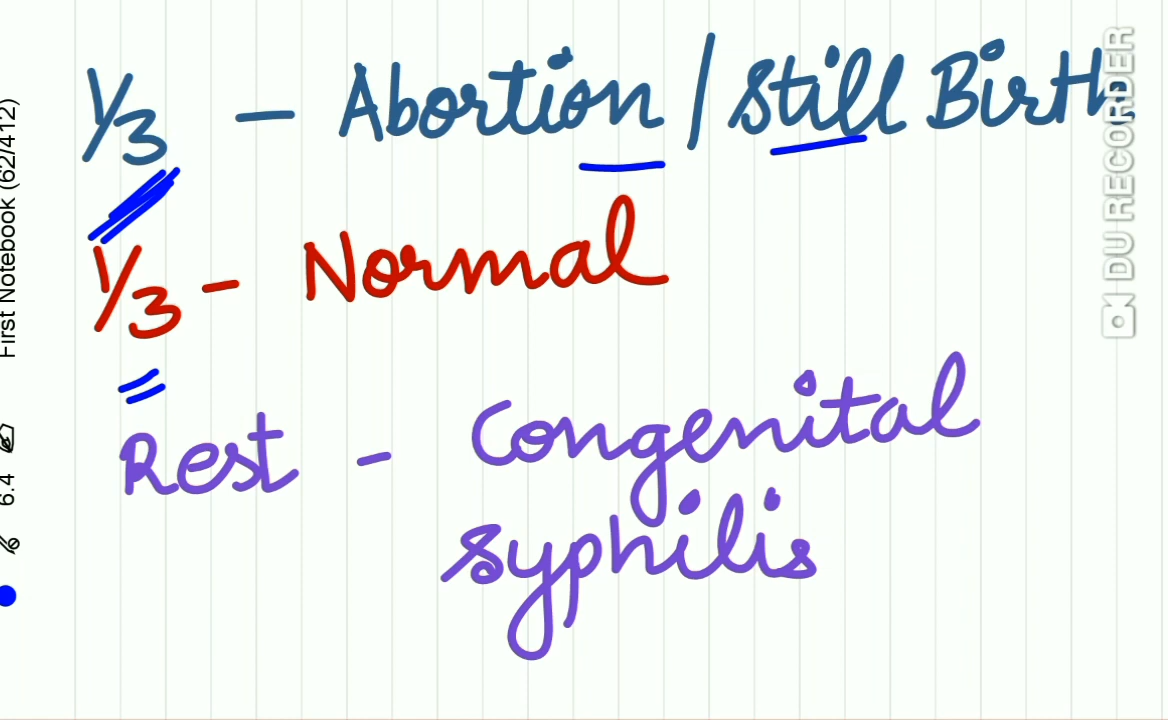 1/3 - Abortion / Still Birth
1/3 - Normal
Rest - Congenital
syphilis
First Notebook (62/412)
6.4
DU RECORDER